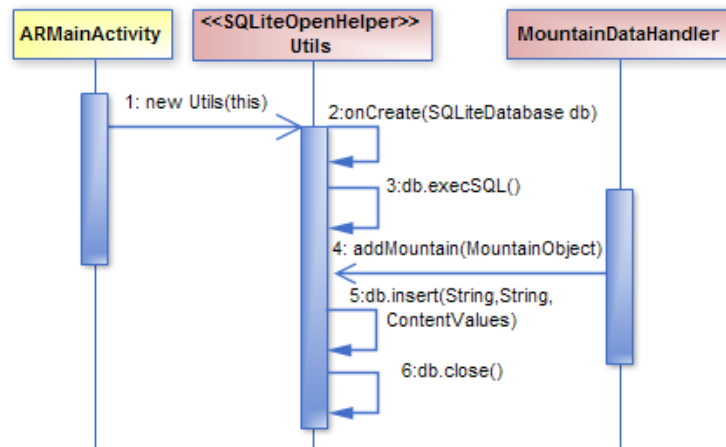 ARMainActivity
<<SQLiteOpenHelper>>
Utils
MountainDataHandler
1: new Utils(this)
2:onCreate(SQLiteDatabase db)
3:db.execSQL()
4: addMountain(MountainObject)
5:db.insert(String,String,
ContentValues)
6:db.close()